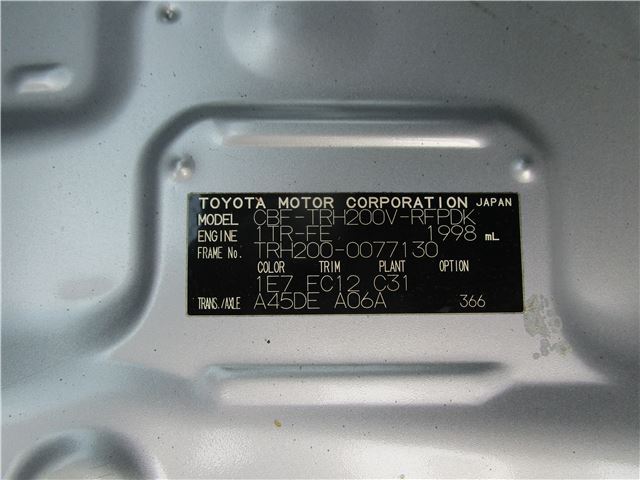 TOYOTA MOTOR CORPORATION JAPAN
MODEL CBF-TRH200V-RFPDK
ENGINE 1TR-FE 1998 mL
FRAME No. TRH200-0077130
COLOR TRIM PLANT OPTION
1E7 EC12 C31
TRANS./AXLE A45DE A06A 366